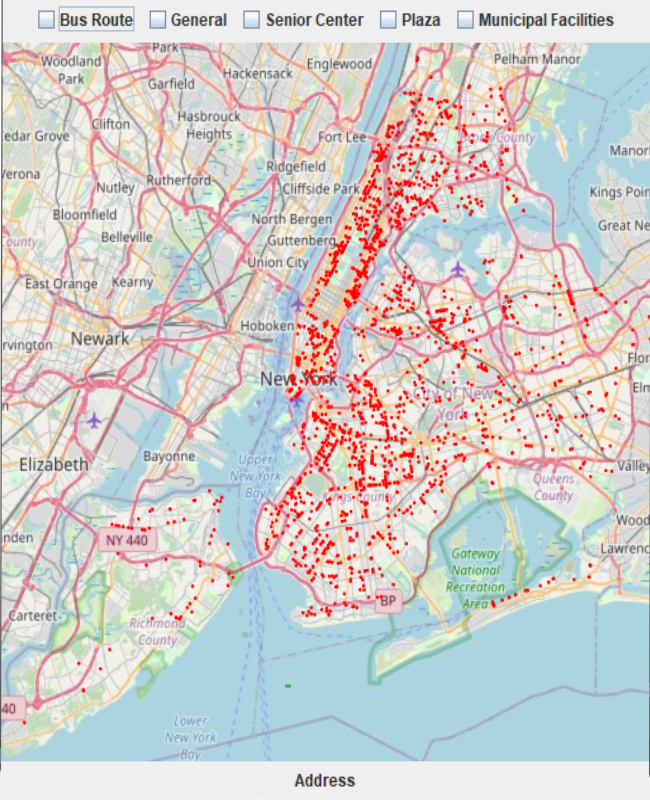 Bus Route General Senior Center Plaza Municipal Facilities
Park
Englewood
Pelham Manor
Woodland
Park
Hackensack
Garfield
Hasbrouck
Heights
Clifton
edar Grove
Fort Lee
County
Manor
Verona
Ridgefield
Rutherford
Nutley
Cliffside Park
Kings Poin
Bloomfield
North Bergen
Great Ne
Belleville
Guttenberg
County
Union City
East Orange
Kearny
Hoboken
Newark
rvington
Flor
New York
City of New
York
Elm
Elizabeth
Bayonne
Upper
New York
Bay
Valley
Queens
County
Kings County
Wood
NY 440
nden
Lawrenc
Gateway
National
Recreation
Area
BP
Carteret
Richmond
County
40
Lower
New York
Bay
Address